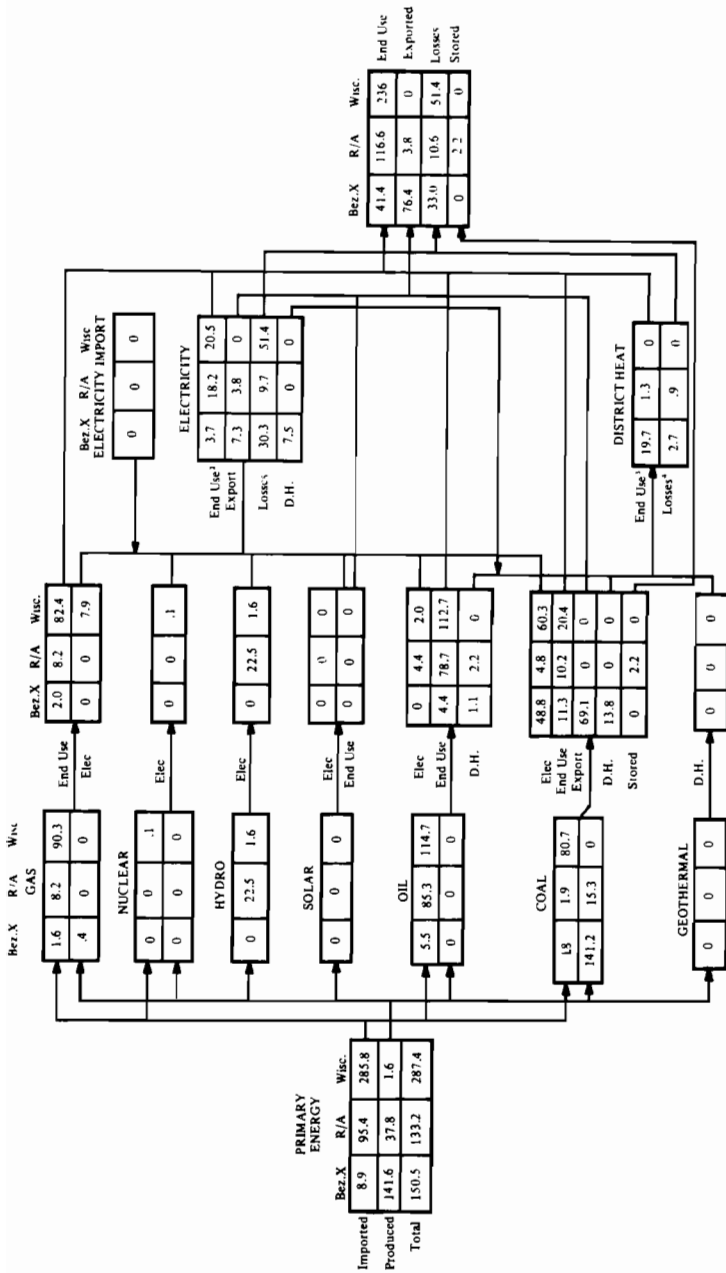 PRIMARY ENERGY
Bez.X R/A Wisc.
Imported 8.9 95.4 285.8
Produced 141.6 37.8 1.6
Total 150.5 133.2 287.4
Bez.X R/A Wisc.
GAS
1.6 8.2 90.3
.4 0 0
NUCLEAR
0 0 .1
0 0 0
HYDRO
0 22.5 1.6
SOLAR
0 0 0
OIL
5.5 85.3 114.7
0 0 0
COAL
1.8 1.9 80.7
141.2 15.3 0
GEOTHERMAL
0 0 0
Bez.X R/A Wisc.
End Use 2.0 8.2 82.4
Elec 0 0 7.9
Elec 0 0 .1
Elec 0 22.5 1.6
Elec 0 0 0
End Use 0 0 0
Elec 0 4.4 2.0
End Use 4.4 78.7 112.7
D.H. 1.1 2.2 0
Elec 48.8 4.8 60.3
End Use 11.3 10.2 20.4
Export 69.1 0 0
D.H. 13.8 0 0
Stored 0 2.2 0
D.H. 0 0 0
Bez.X R/A Wisc
ELECTRICITY IMPORT
0 0 0
ELECTRICITY
End Use² 3.7 18.2 20.5
Export 7.3 3.8 0
Losses 30.3 9.7 51.4
D.H. 7.5 0 0
DISTRICT HEAT
End Use³ 19.7 1.3 0
Losses⁴ 2.7 .9 0
Bez.X R/A Wisc.
41.4 116.6 236 End Use
76.4 3.8 0 Exported
33.0 10.6 51.4 Losses
0 2.2 0 Stored